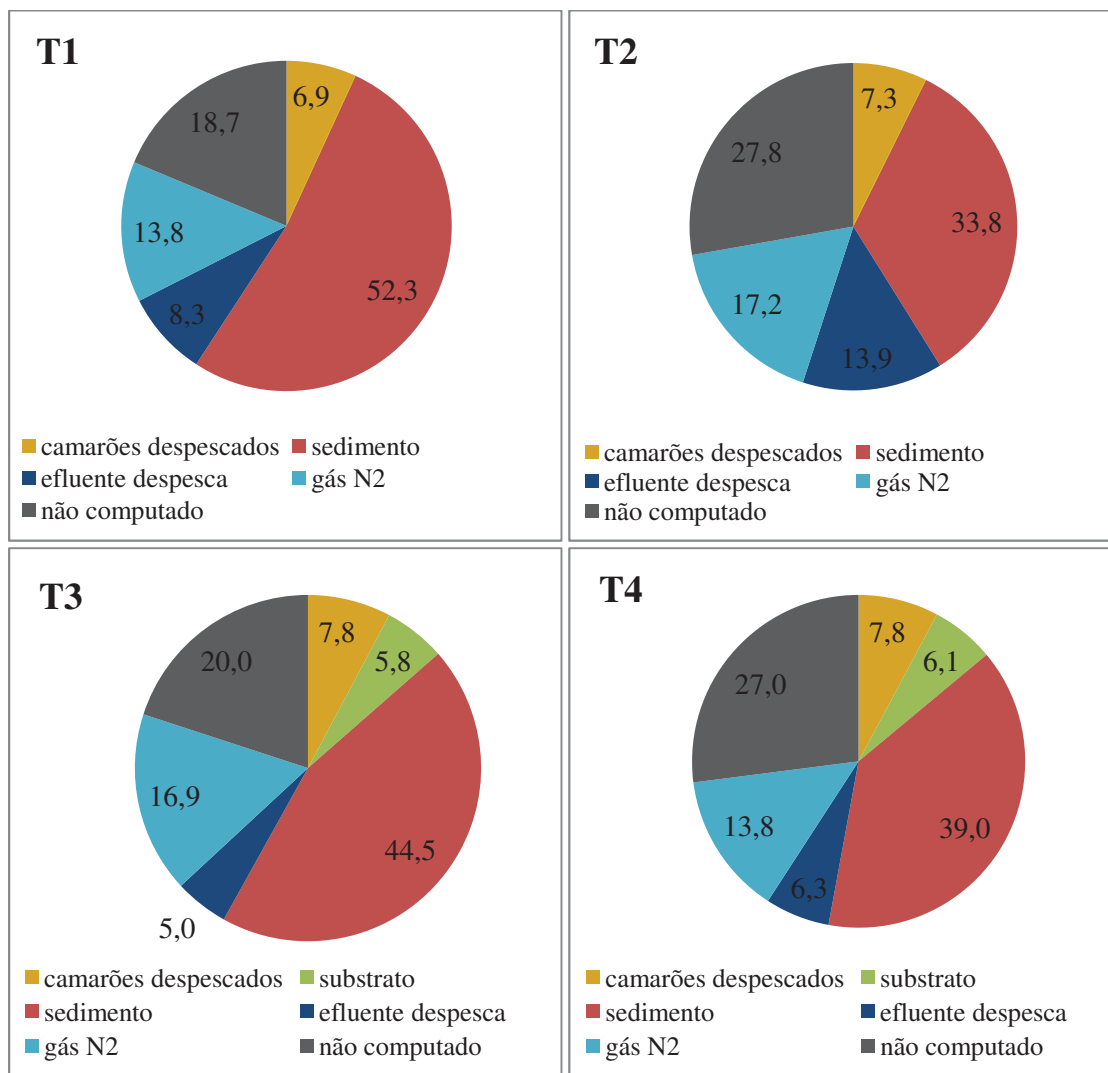 T1
6,9
18,7
13,8
52,3
8,3
camarões despescados
sedimento
efluente despesca
gás N2
não computado
T2
7,3
27,8
33,8
17,2
13,9
camarões despescados
sedimento
efluente despesca
gás N2
não computado
T3
7,8
5,8
20,0
16,9
44,5
5,0
camarões despescados
substrato
sedimento
efluente despesca
gás N2
não computado
T4
7,8
6,1
27,0
13,8
39,0
6,3
camarões despescados
substrato
sedimento
efluente despesca
gás N2
não computado